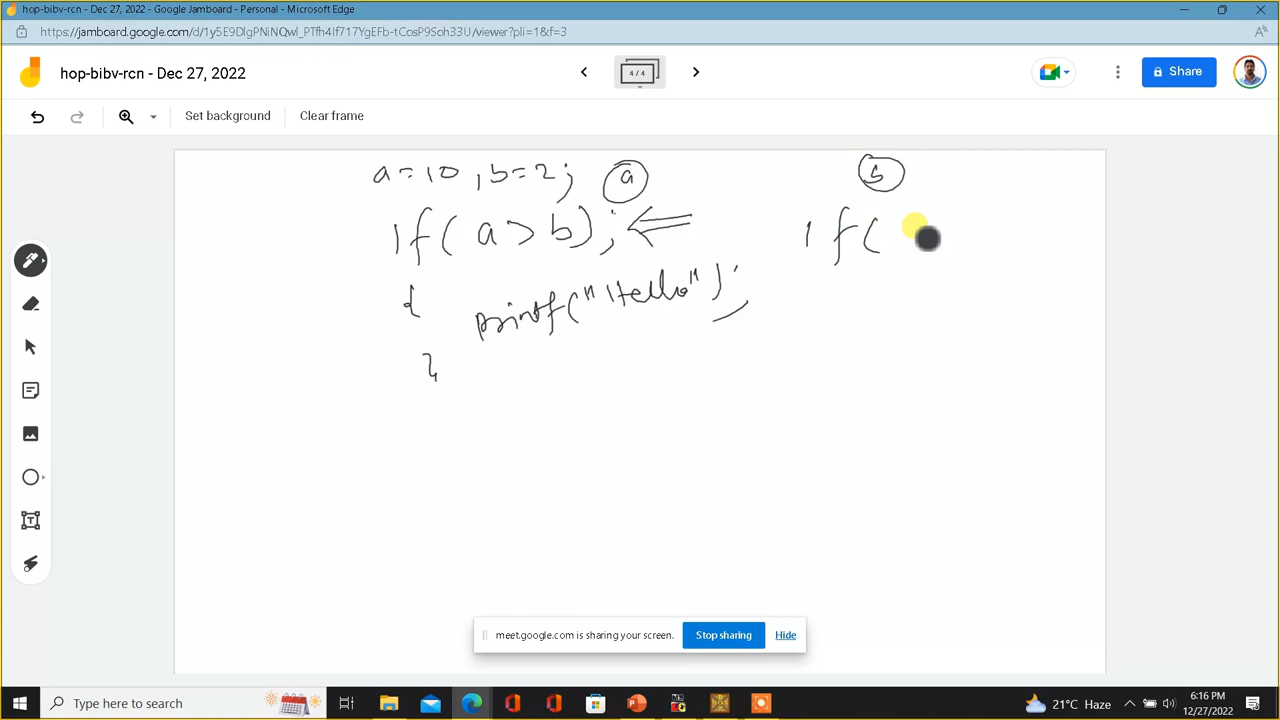 hop-bibv-rcn - Dec 27, 2022 - Google Jamboard - Personal - Microsoft Edge
https://jamboard.google.com/d/1y5E9DlgPNiNQwl_PTfh4If717YgEFb-tCosP9Soh33U/viewer?pli=1&f=3
hop-bibv-rcn - Dec 27, 2022
4 / 4
Share
Set background
Clear frame
a=10 , b=2; a
if( a > b );
{ printf("Hello");
}
b
if(
meet.google.com is sharing your screen. Stop sharing Hide
Type here to search
21°C Haze
6:16 PM
12/27/2022